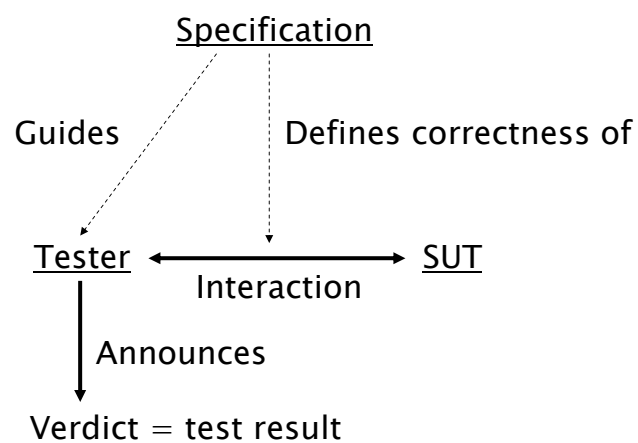 Specification
Guides
Defines correctness of
Tester
SUT
Interaction
Announces
Verdict = test result